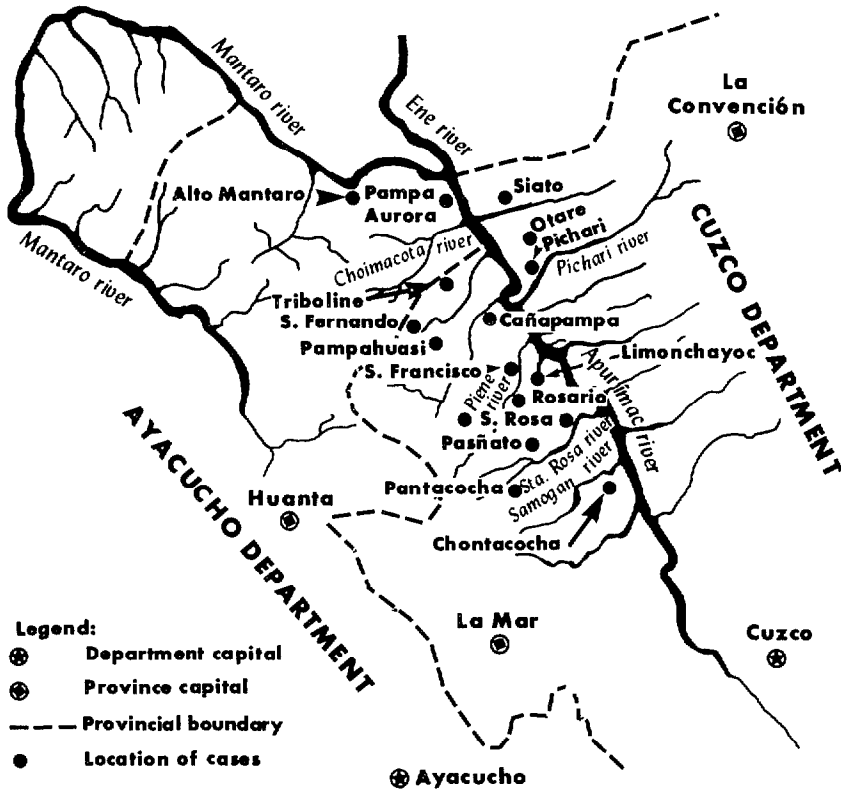 Mantaro river
Ene river
La
Convención
Alto Mantaro
Pampa
Aurora
Siato
Otare
Pichari
Pichari river
CUZCO DEPARTMENT
Mantaro river
Choimacota river
Triboline
S. Fernando
Cañapampa
Pampahuasi
Limonchayoc
S. Francisco
Apurímac river
Piene
river
Rosario
S. Rosa
Pasñato
AYACUCHO DEPARTMENT
Sta. Rosa river
Samogan river
Pantacocha
Huanta
Chontacocha
La Mar
Cuzco
Legend:
Department capital
Province capital
Provincial boundary
Location of cases
Ayacucho